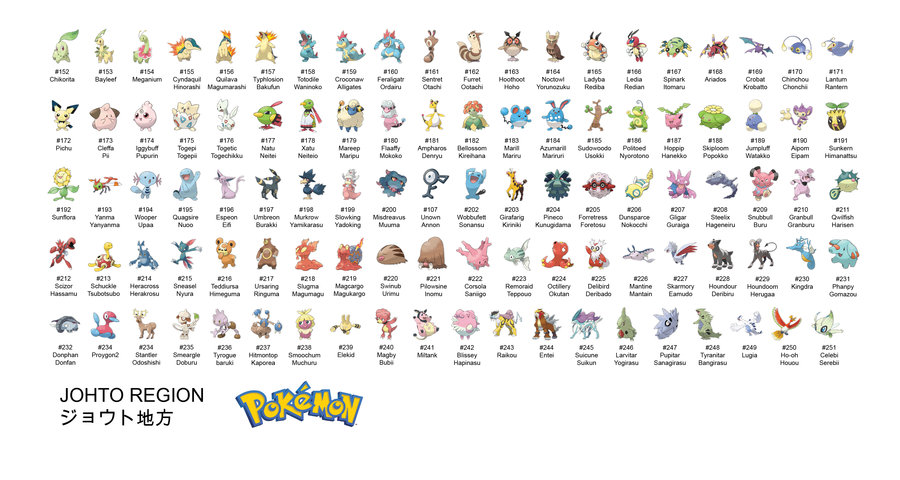 #152 #153 #154 #155 #156 #157 #158 #159 #160 #161 #162 #163 #164 #165 #166 #167 #168 #169 #170 #171
Chikorita Bayleef Meganium Cyndaquil Quilava Typhlosion Totodile Croconaw Feraligatr Sentret Furret Hoothoot Noctowl Ledyba Ledia Spinark Ariados Crobat Chinchou Lantum
Hinorashi Magumarashi Bakufun Waninoko Alligates Ordairu Otachi Ootachi Hoho Yorunozuku Rediba Redian Itomaru Krobatto Chonchii Rantern
#172 #173 #174 #175 #176 #177 #178 #179 #180 #181 #182 #183 #184 #185 #186 #187 #188 #189 #190 #191
Pichu Cleffa Iggybuff Togepi Togetic Natu Xatu Mareep Flaaffy Ampharos Bellossom Marill Azumarill Sudowoodo Politoed Hoppip Skiploom Jumpluff Aipom Sunkern
Pii Pupurin Togepii Togechikku Neitei Neiteio Maripu Mokoko Denryu Kireihana Mariru Mariruri Usokki Nyorotono Hanekko Popokko Watakko Eipam Himanattsu
#192 #193 #194 #195 #196 #197 #198 #199 #200 #107 #202 #203 #204 #205 #206 #207 #208 #209 #210 #211
Sunflora Yanma Wooper Quagsire Espeon Umbreon Murkrow Slowking Misdreavus Unown Wobbufett Girafarig Pineco Forretress Dunsparce Gligar Steelix Snubbull Granbull Qwilfish
Yanyanma Upaa Nuoo Eifi Burakki Yamikarasu Yadoking Muuma Annon Sonansu Kiriniki Kunugidama Foretosu Nokocchi Guraiga Hageneiru Buru Granburu Harisen
#212 #213 #214 #215 #216 #217 #218 #219 #220 #221 #222 #223 #224 #225 #226 #227 #228 #229 #230 #231
Scizor Schuckle Heracross Sneasel Teddiursa Ursaring Slugma Magcargo Swinub Pilowsine Corsola Remoraid Octillery Delibird Mantine Skarmory Houndour Houndoom Kingdra Phanpy
Hassamu Tsubotsubo Herakrosu Nyura Himeguma Ringuma Magumagu Magukargo Urimu Inomu Saniigo Teppouo Okutan Deribado Mantain Eamudo Deribiru Herugaa Gomazou
#232 #233 #234 #235 #236 #237 #238 #239 #240 #241 #242 #243 #244 #245 #246 #247 #248 #249 #250 #251
Donphan Proygon2 Stantler Smeargle Tyrogue Hitmontop Smoochum Elekid Magby Miltank Blissey Raikou Entei Suicune Larvitar Pupitar Tyranitar Lugia Ho-oh Celebi
Donfan Odoshishi Doburu baruki Kaporea Muchuru Bubii Hapinasu Suikun Yogirasu Sanagirasu Bangirasu Houou Serebii
JOHTO REGION
ジョウト地方
POKéMON